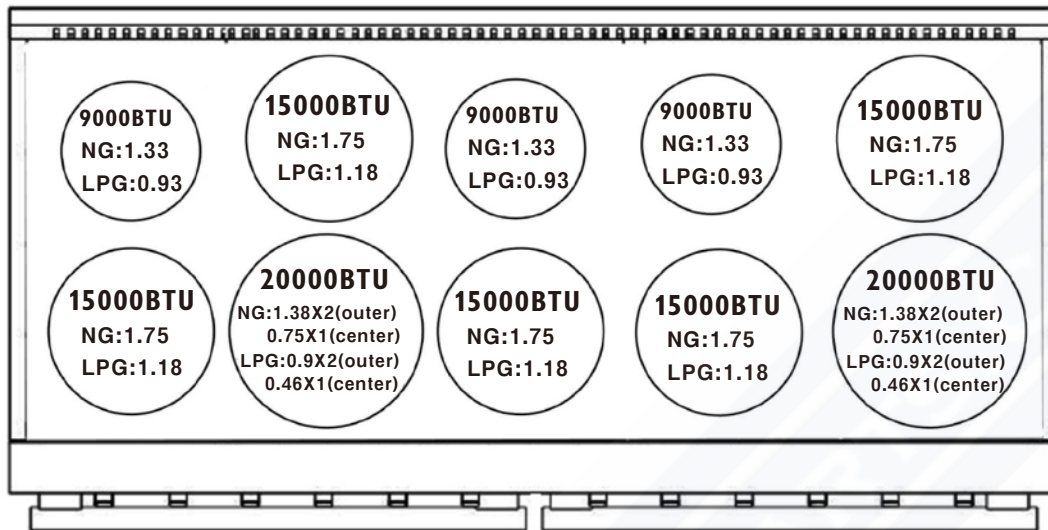 9000BTU
NG:1.33
LPG:0.93
15000BTU
NG:1.75
LPG:1.18
9000BTU
NG:1.33
LPG:0.93
9000BTU
NG:1.33
LPG:0.93
15000BTU
NG:1.75
LPG:1.18
15000BTU
NG:1.75
LPG:1.18
20000BTU
NG:1.38X2(outer)
0.75X1(center)
LPG:0.9X2(outer)
0.46X1(center)
15000BTU
NG:1.75
LPG:1.18
15000BTU
NG:1.75
LPG:1.18
20000BTU
NG:1.38X2(outer)
0.75X1(center)
LPG:0.9X2(outer)
0.46X1(center)